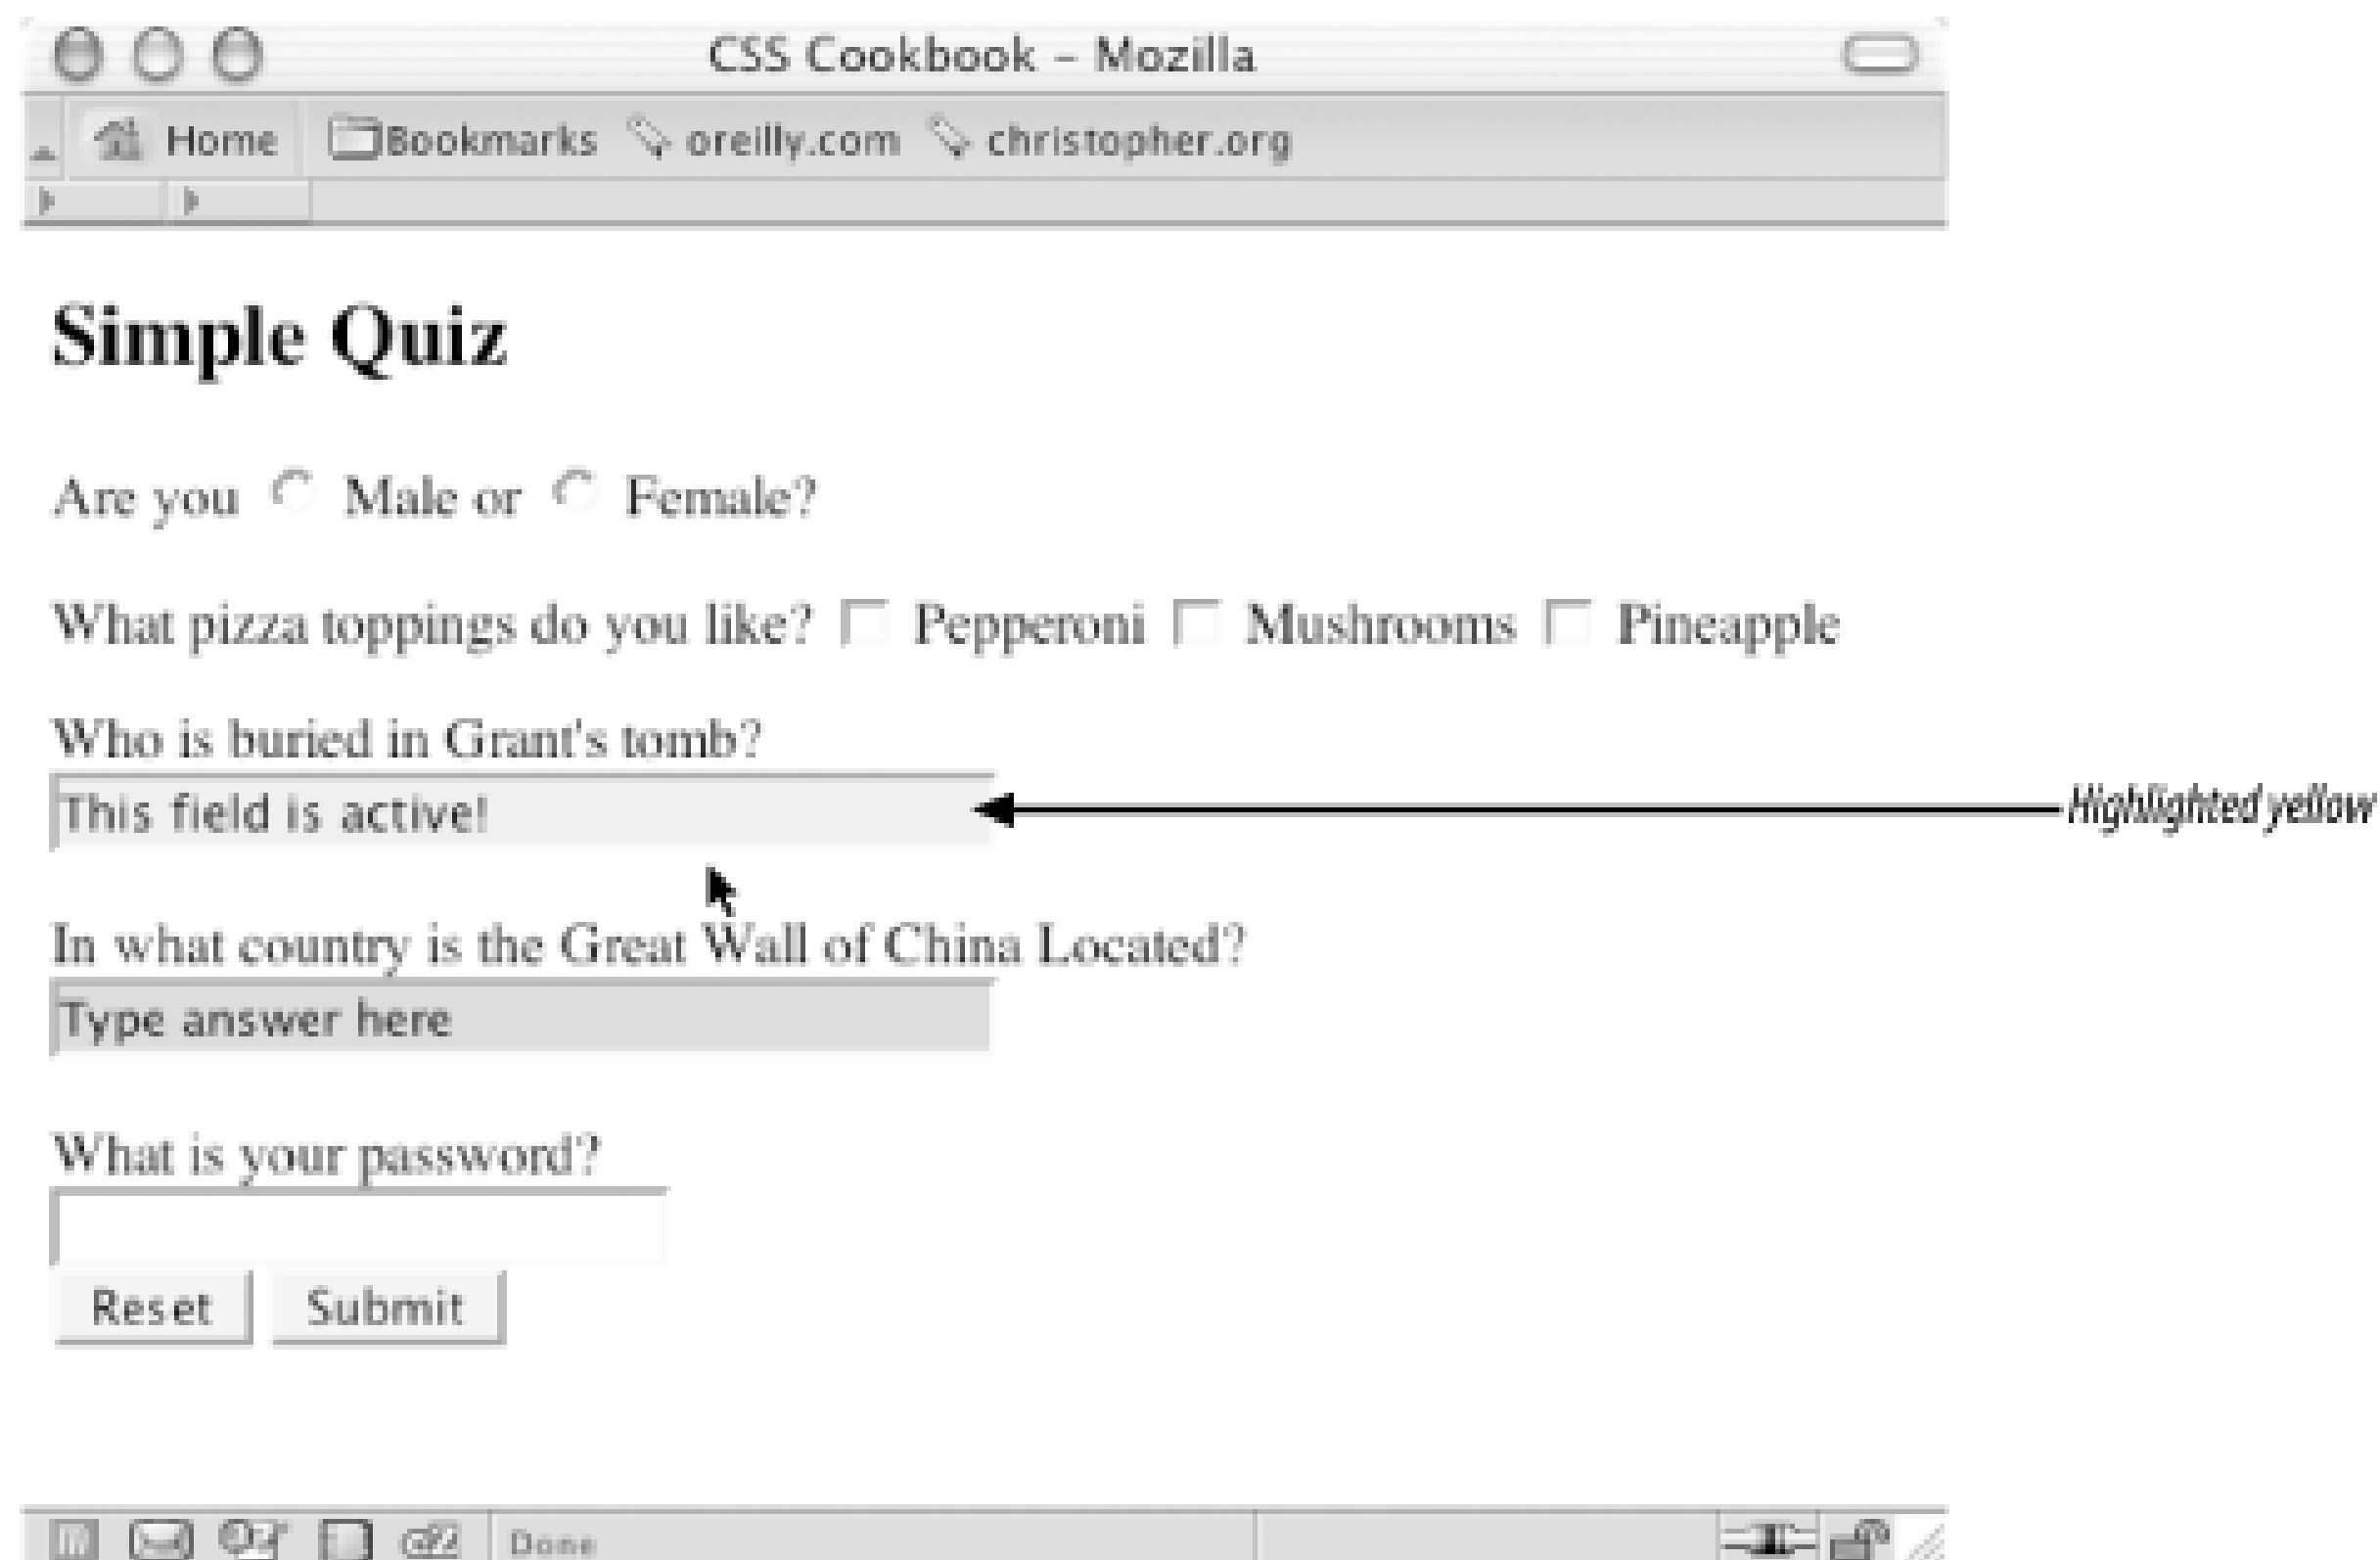 CSS Cookbook – Mozilla
Home Bookmarks oreilly.com christopher.org
Simple Quiz
Are you Male or Female?
What pizza toppings do you like? Pepperoni Mushrooms Pineapple
Who is buried in Grant's tomb?
This field is active!
Highlighted yellow
In what country is the Great Wall of China Located?
Type answer here
What is your password?
Reset Submit
Done